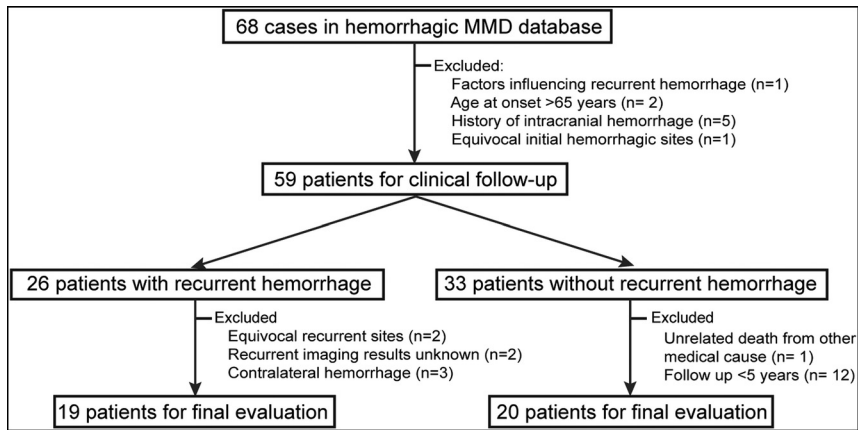 68 cases in hemorrhagic MMD database
Excluded:
Factors influencing recurrent hemorrhage (n=1)
Age at onset >65 years (n= 2)
History of intracranial hemorrhage (n=5)
Equivocal initial hemorrhagic sites (n=1)
59 patients for clinical follow-up
26 patients with recurrent hemorrhage
Excluded
Equivocal recurrent sites (n=2)
Recurrent imaging results unknown (n=2)
Contralateral hemorrhage (n=3)
19 patients for final evaluation
33 patients without recurrent hemorrhage
Excluded
Unrelated death from other
medical cause (n= 1)
Follow up <5 years (n= 12)
20 patients for final evaluation